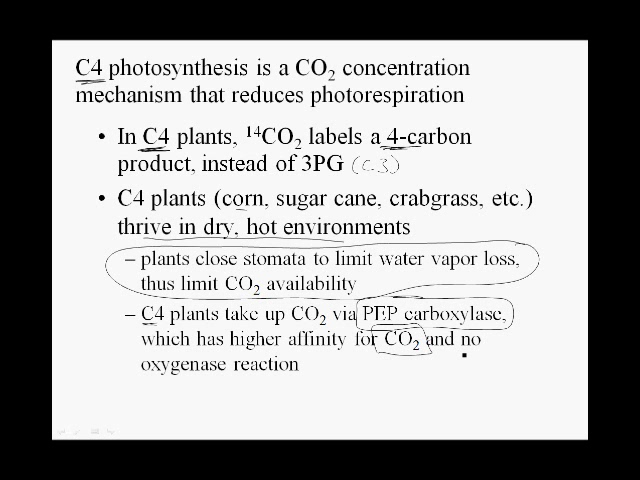 C4 photosynthesis is a CO₂ concentration
mechanism that reduces photorespiration
• In C4 plants, ¹⁴CO₂ labels a 4-carbon
product, instead of 3PG (C3)
• C4 plants (corn, sugar cane, crabgrass, etc.)
thrive in dry, hot environments
– plants close stomata to limit water vapor loss,
thus limit CO₂ availability
– C4 plants take up CO₂ via PEP carboxylase,
which has higher affinity for CO₂ and no
oxygenase reaction